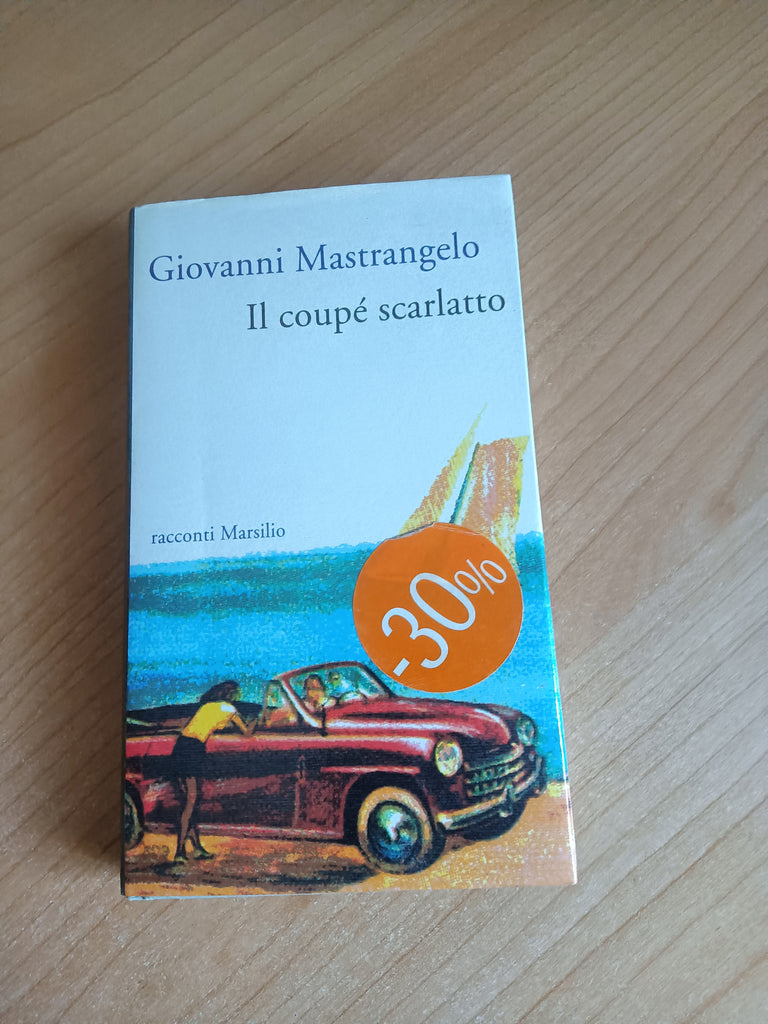 Giovanni Mastrangelo
Il coupé scarlatto
racconti Marsilio
-30%